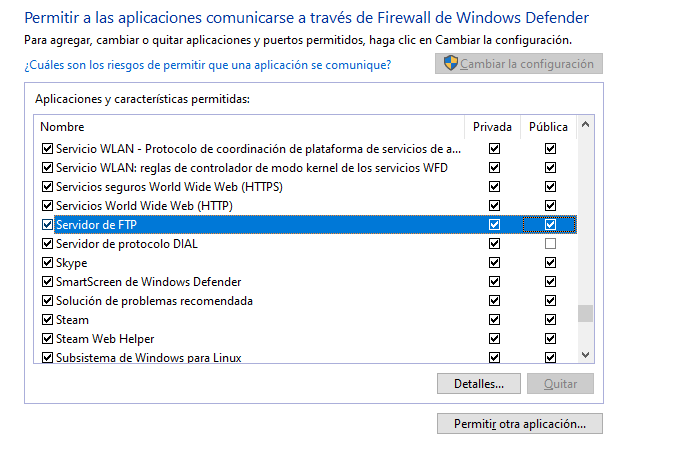 Permitir a las aplicaciones comunicarse a través de Firewall de Windows Defender
Para agregar, cambiar o quitar aplicaciones y puertos permitidos, haga clic en Cambiar la configuración.
¿Cuáles son los riesgos de permitir que una aplicación se comunique?
Cambiar la configuración
Aplicaciones y características permitidas:
Nombre Privada Pública
Servicio WLAN - Protocolo de coordinación de plataforma de servicios de a...
Servicio WLAN: reglas de controlador de modo kernel de los servicios WFD
Servicios seguros World Wide Web (HTTPS)
Servicios World Wide Web (HTTP)
Servidor de FTP
Servidor de protocolo DIAL
Skype
SmartScreen de Windows Defender
Solución de problemas recomendada
Steam
Steam Web Helper
Subsistema de Windows para Linux
Detalles... Quitar
Permitir otra aplicación...